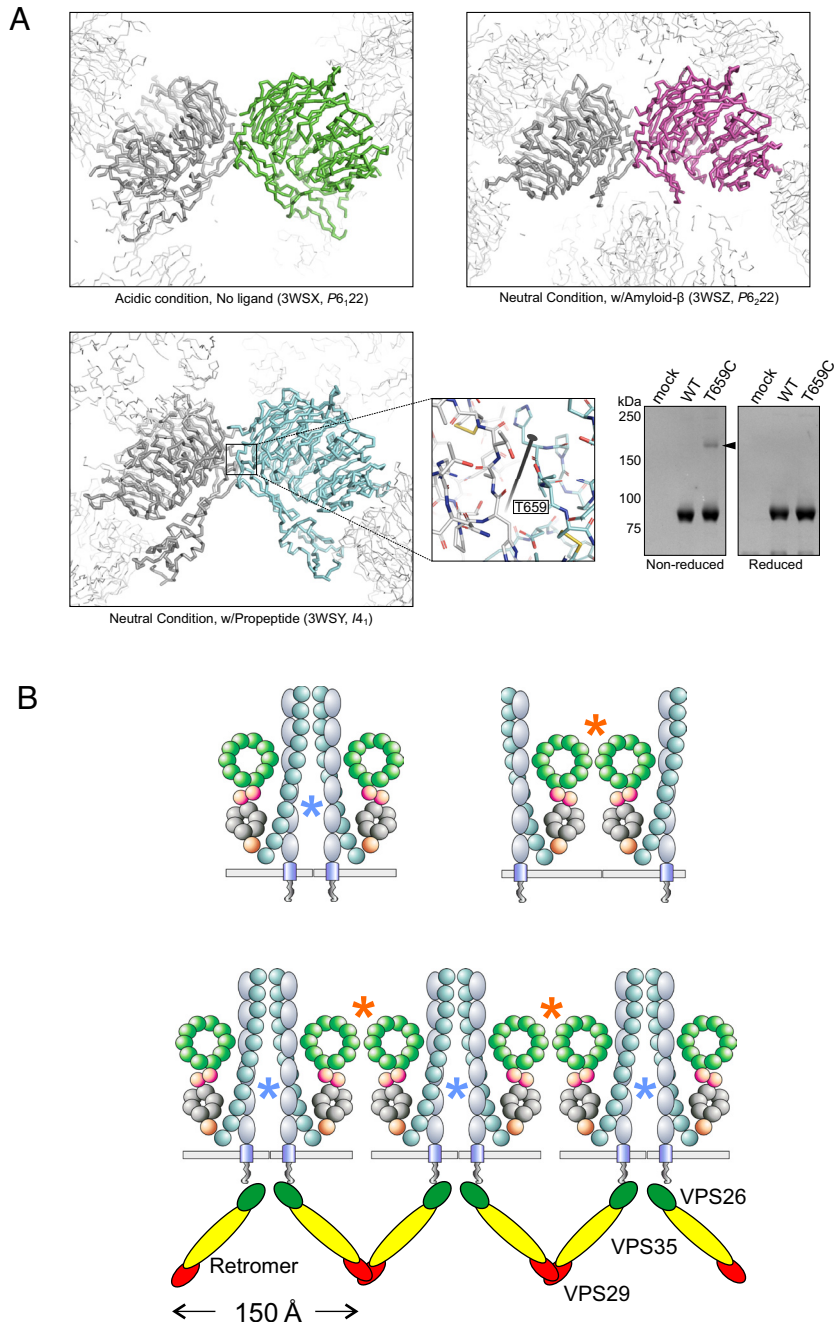 A
Acidic condition, No ligand (3WSX, P6₁22)
Neutral Condition, w/Amyloid-β (3WSZ, P6₂22)
Neutral Condition, w/Propeptide (3WSY, I4₁)
T659
kDa
250
150
100
75
mock
WT
T659C
mock
WT
T659C
Non-reduced
Reduced
B
*
*
*
*
*
*
*
VPS26
VPS35
VPS29
Retromer
150 Å